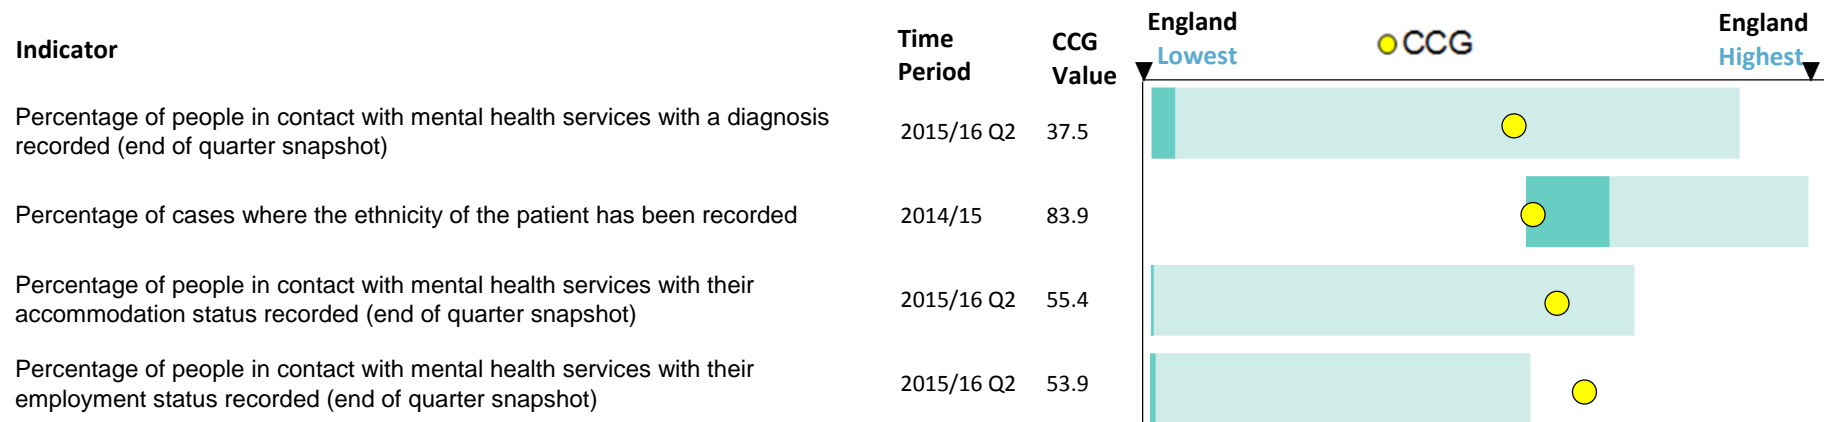 Indicator
Time
Period
CCG
Value
England
Lowest
CCG
England
Highest
Percentage of people in contact with mental health services with a diagnosis
recorded (end of quarter snapshot)
2015/16 Q2
37.5
Percentage of cases where the ethnicity of the patient has been recorded
2014/15
83.9
Percentage of people in contact with mental health services with their
accommodation status recorded (end of quarter snapshot)
2015/16 Q2
55.4
Percentage of people in contact with mental health services with their
employment status recorded (end of quarter snapshot)
2015/16 Q2
53.9